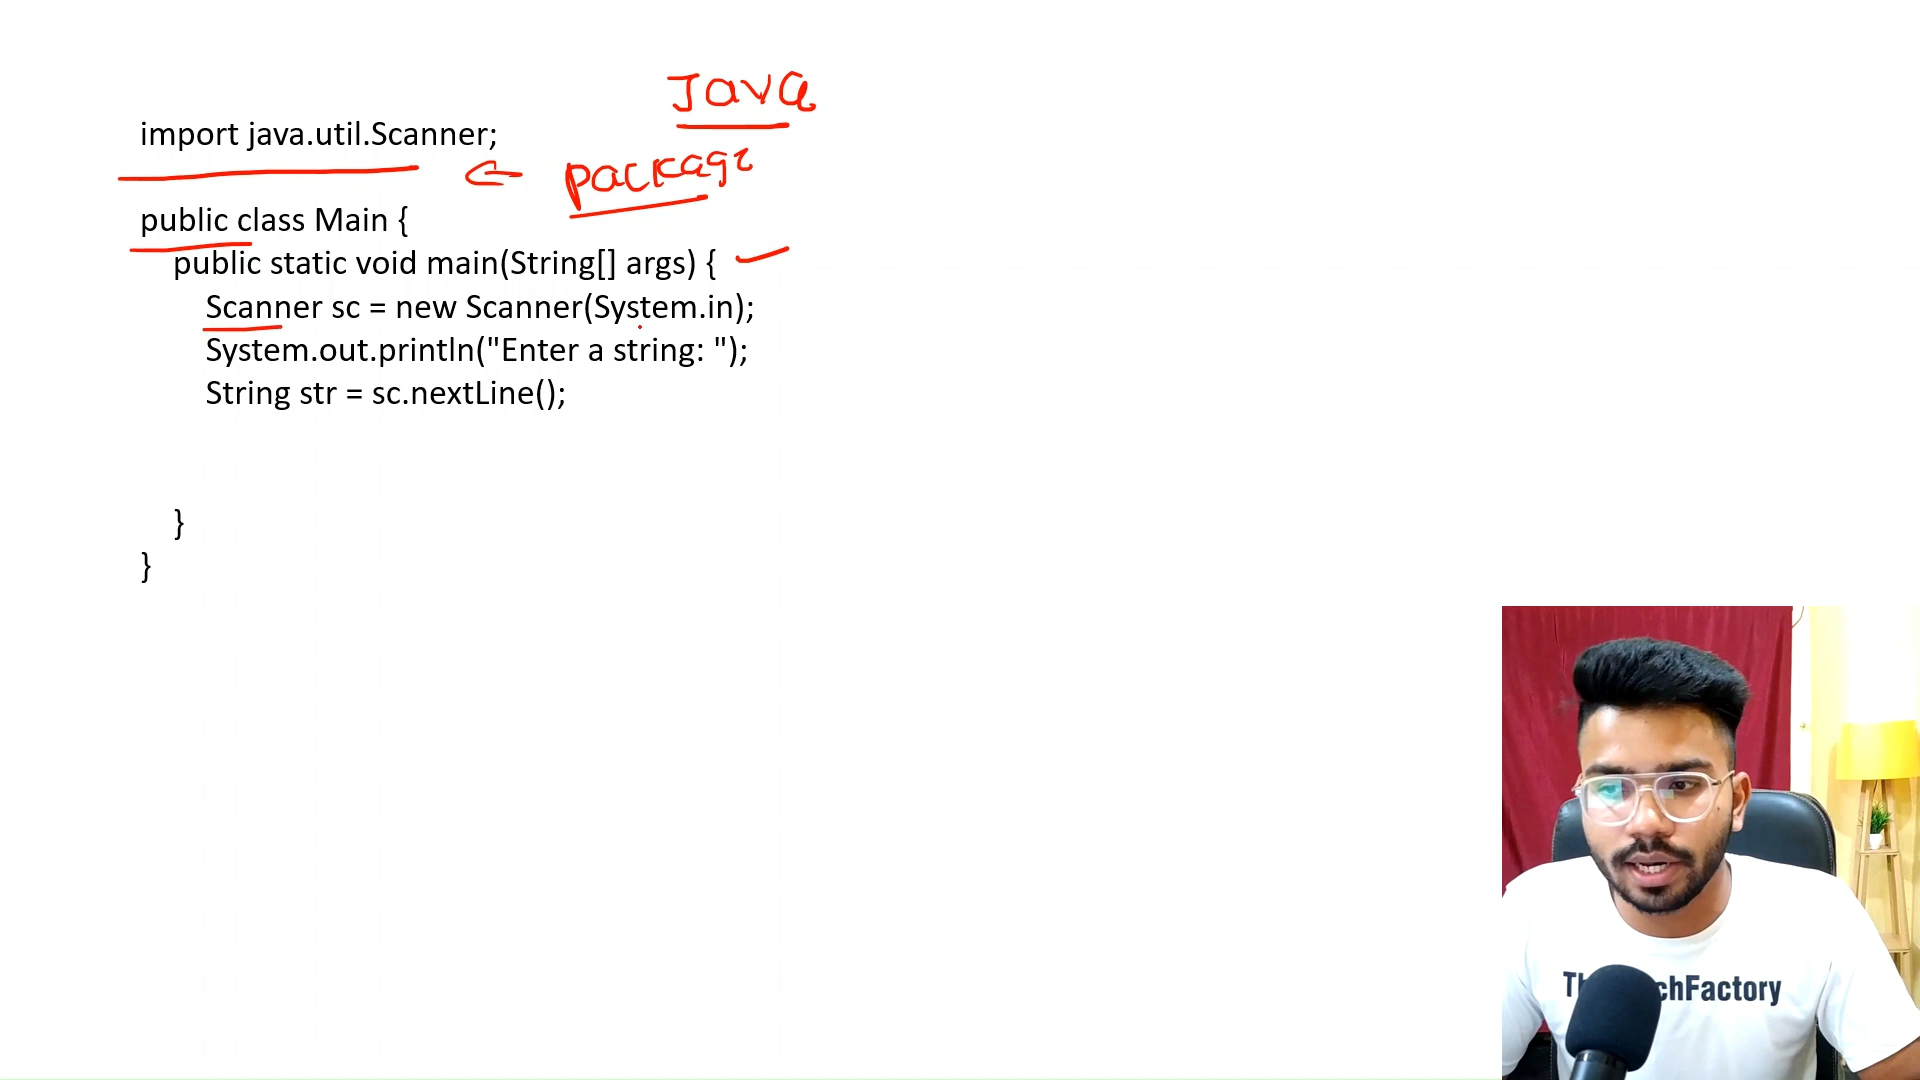 Java
import java.util.Scanner;
← package
public class Main {
public static void main(String[] args) {
Scanner sc = new Scanner(System.in);
System.out.println("Enter a string: ");
String str = sc.nextLine();
}
}
chFactory